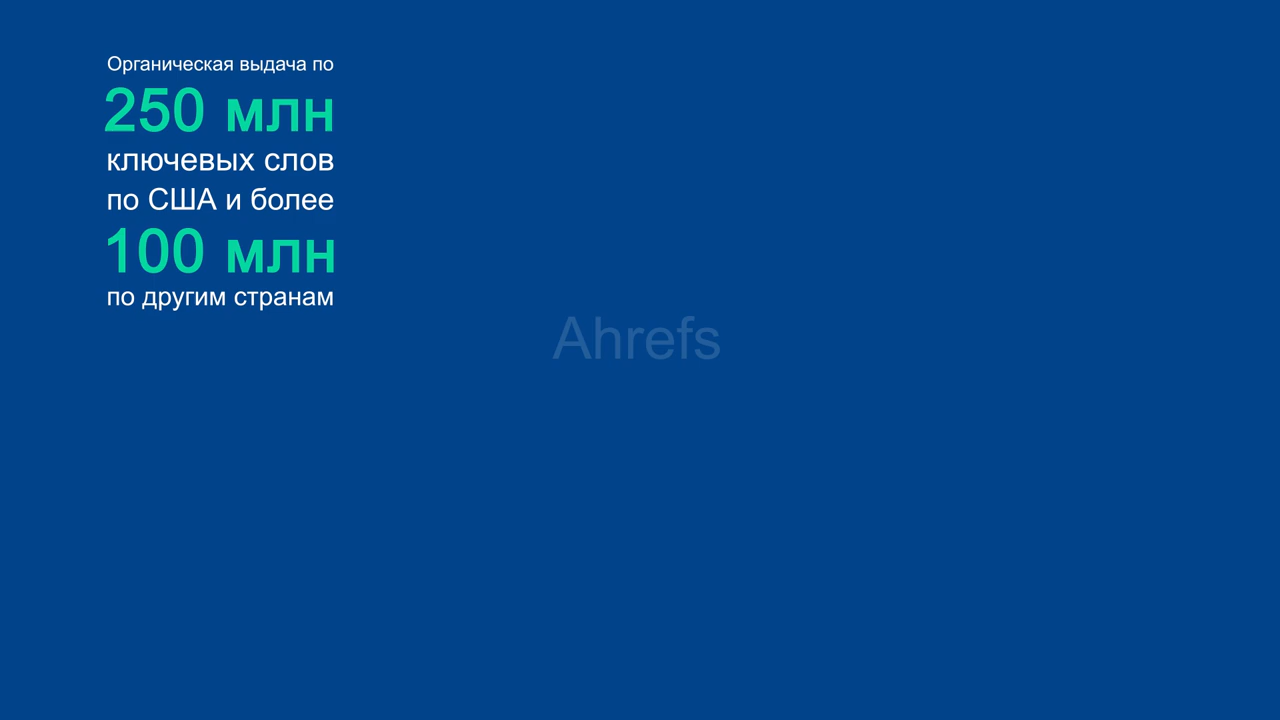 Органическая выдача по
250 млн
ключевых слов
по США и более
100 млн
по другим странам
Ahrefs